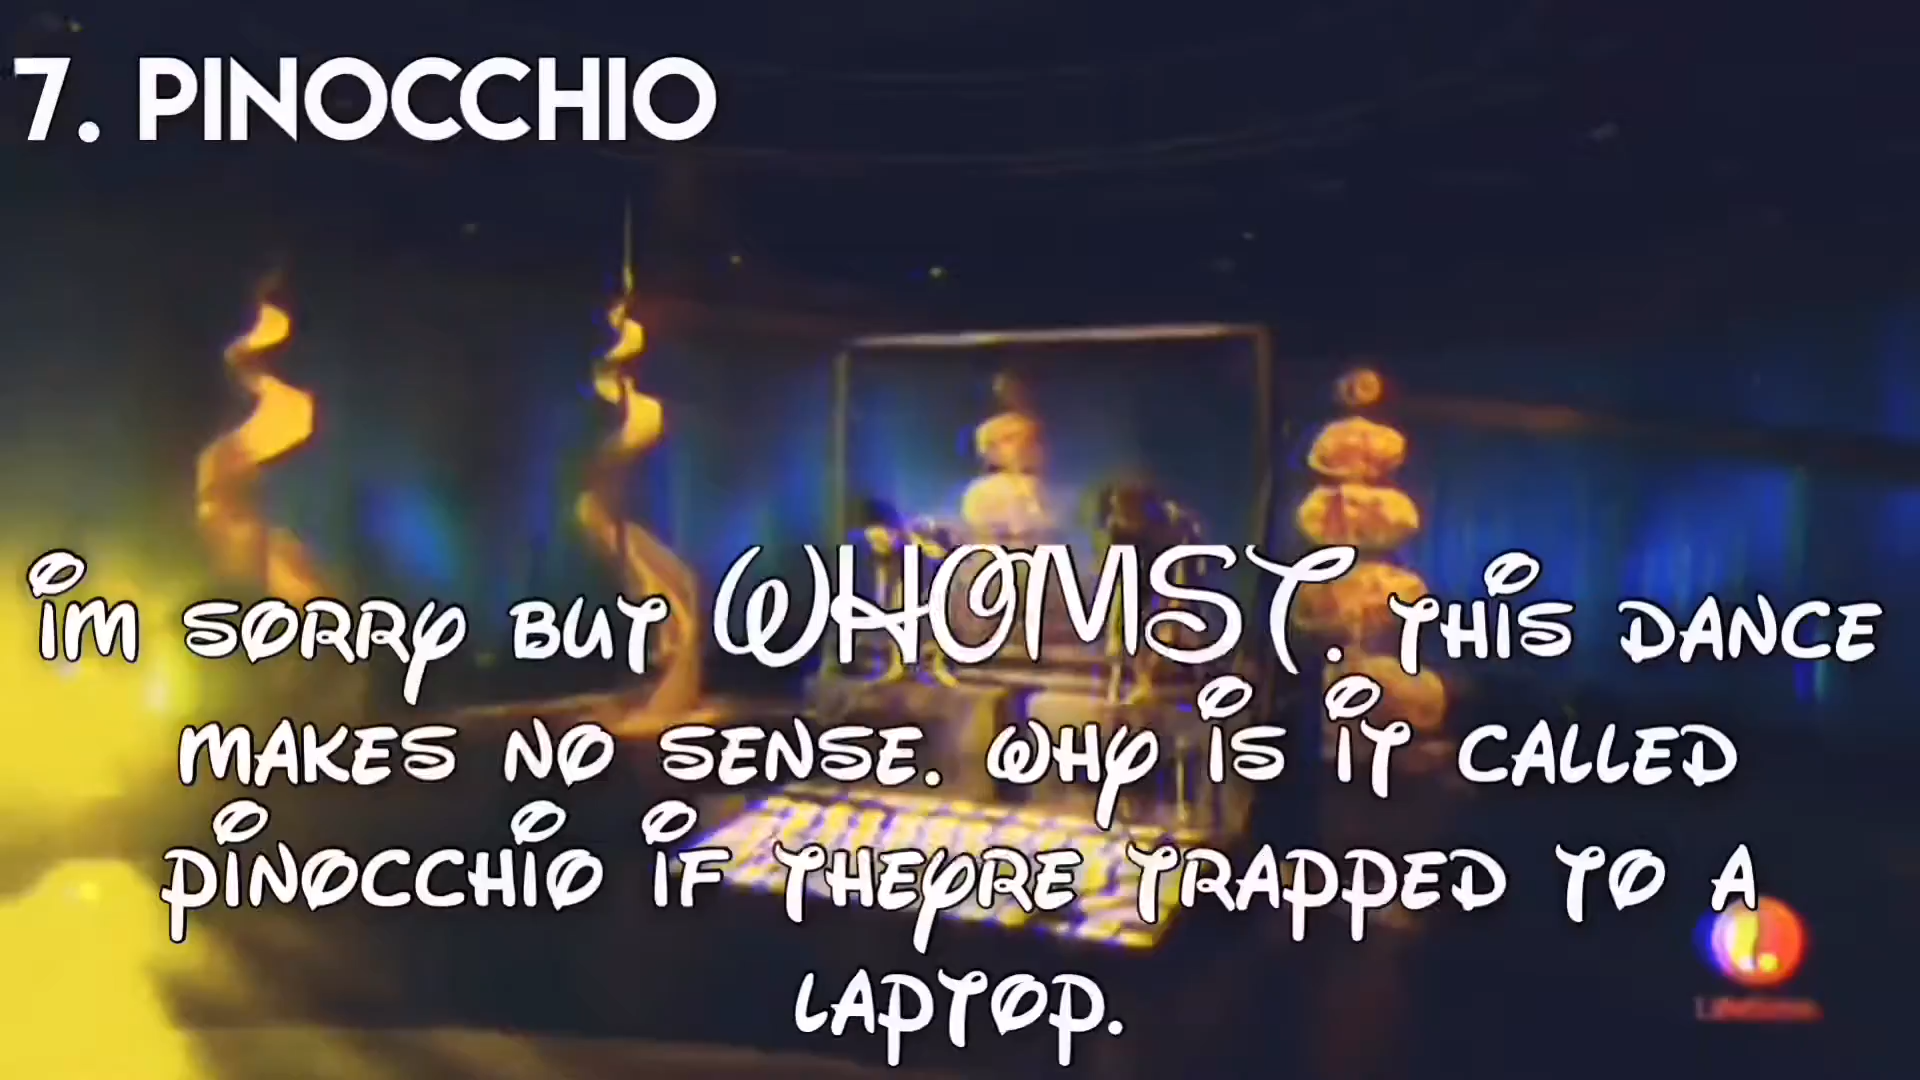 7. PINOCCHIO
IM SORRY BUT WHOMST. THIS DANCE
MAKES NO SENSE. WHY IS IT CALLED
PINOCCHIO IF THEYRE TRAPPED TO A
LAPTOP.
L
Lifetime